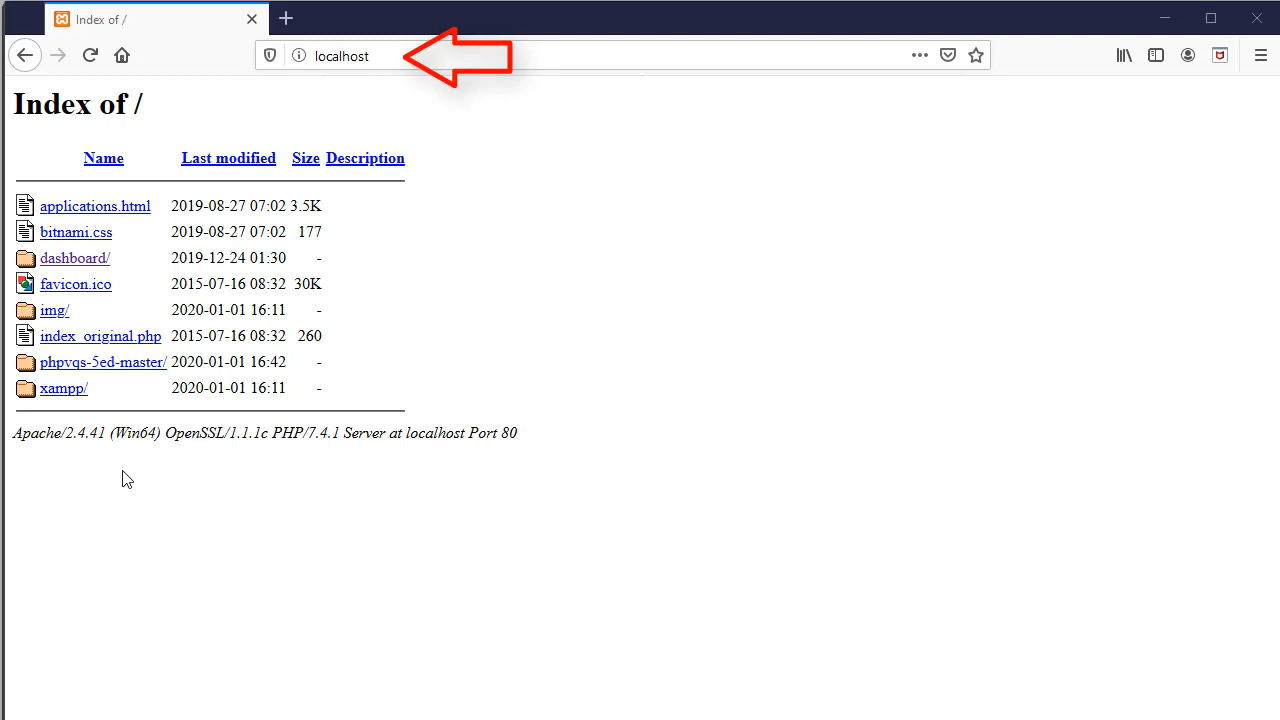 Index of /
localhost
Index of /
Name Last modified Size Description
applications.html 2019-08-27 07:02 3.5K
bitnami.css 2019-08-27 07:02 177
dashboard/ 2019-12-24 01:30 -
favicon.ico 2015-07-16 08:32 30K
img/ 2020-01-01 16:11 -
index_original.php 2015-07-16 08:32 260
phpvqs-5ed-master/ 2020-01-01 16:42 -
xampp/ 2020-01-01 16:11 -
Apache/2.4.41 (Win64) OpenSSL/1.1.1c PHP/7.4.1 Server at localhost Port 80